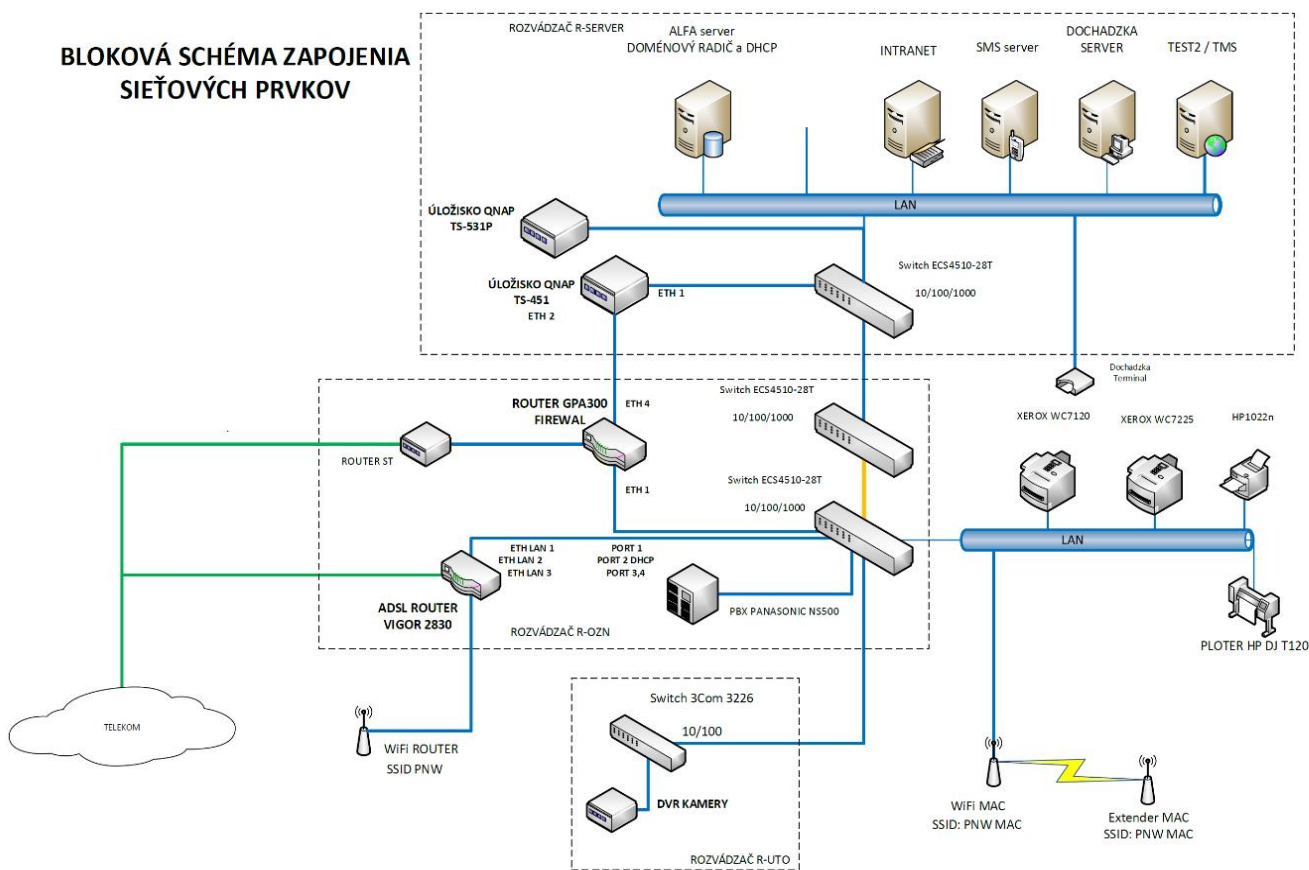 BLOKOVÁ SCHÉMA ZAPOJENIA
SIEŤOVÝCH PRVKOV
ROZVÁDZAČ R-SERVER
ALFA server
DOMÉNOVÝ RADIČ a DHCP
INTRANET
SMS server
DOCHADZKA
SERVER
TEST2 / TMS
LAN
ÚLOŽISKO QNAP
TS-531P
ÚLOŽISKO QNAP
TS-451
ETH 2
ETH 1
Switch ECS4510-28T
10/100/1000
Dochadzka
Terminal
ROUTER GPA300
FIREWAL
ETH 4
ROUTER ST
ETH 1
Switch ECS4510-28T
10/100/1000
Switch ECS4510-28T
10/100/1000
XEROX WC7120
XEROX WC7225
HP1022n
LAN
ETH LAN 1
ETH LAN 2
ETH LAN 3
PORT 1
PORT 2 DHCP
PORT 3,4
ADSL ROUTER
VIGOR 2830
PBX PANASONIC NS500
ROZVÁDZAČ R-OZN
PLOTER HP DJ T120
TELEKOM
WiFi ROUTER
SSID PNW
Switch 3Com 3226
10/100
DVR KAMERY
ROZVÁDZAČ R-UTO
WiFi MAC
SSID: PNW MAC
Extender MAC
SSID: PNW MAC